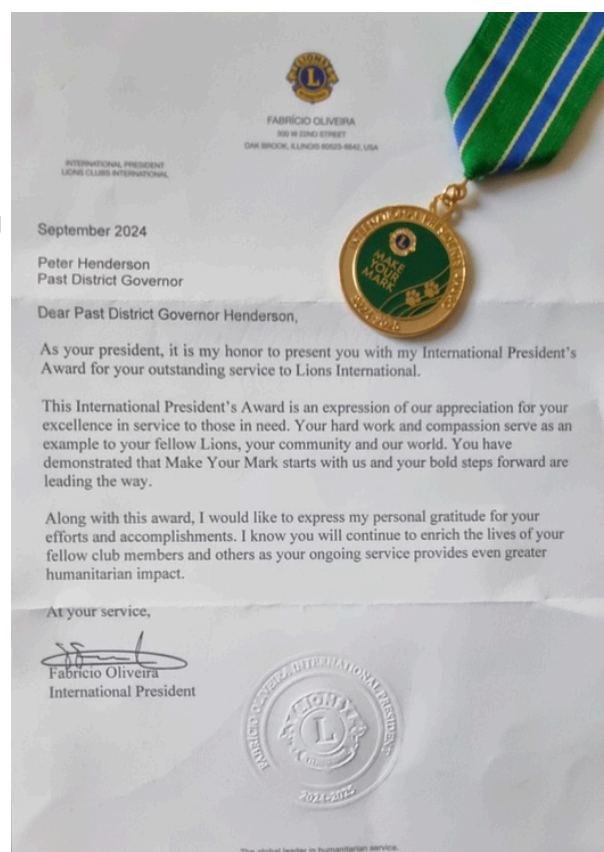 LIONS
L
FABRÍCIO OLIVEIRA
300 W 22ND STREET
OAK BROOK, ILLINOIS 60523-8842, USA
INTERNATIONAL PRESIDENT
LIONS CLUBS INTERNATIONAL
L
MAKE
YOUR
MARK
September 2024
Peter Henderson
Past District Governor
Dear Past District Governor Henderson,
As your president, it is my honor to present you with my International President's
Award for your outstanding service to Lions International.
This International President's Award is an expression of our appreciation for your
excellence in service to those in need. Your hard work and compassion serve as an
example to your fellow Lions, your community and our world. You have
demonstrated that Make Your Mark starts with us and your bold steps forward are
leading the way.
Along with this award, I would like to express my personal gratitude for your
efforts and accomplishments. I know you will continue to enrich the lives of your
fellow club members and others as your ongoing service provides even greater
humanitarian impact.
At your service,
Fabrício Oliveira
International President
FABRÍCIO OLIVEIRA INTERNATIONAL PRESIDENT
LIONS
L
2024-2025
The global leader in humanitarian service.